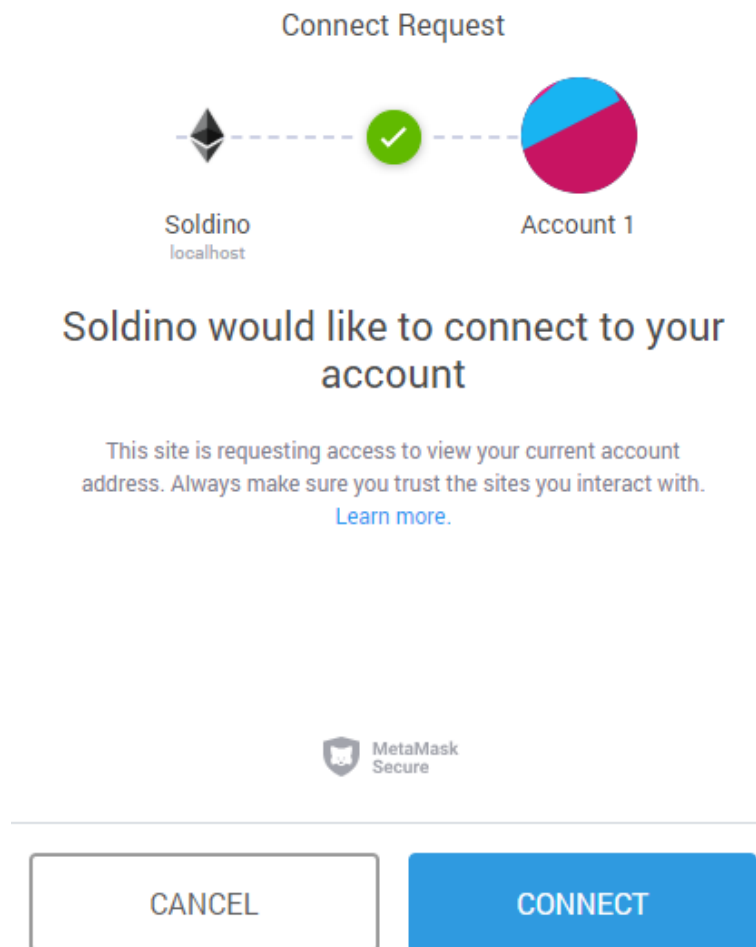 Connect Request
Soldino
localhost
Account 1
Soldino would like to connect to your
account
This site is requesting access to view your current account
address. Always make sure you trust the sites you interact with.
Learn more.
MetaMask
Secure
CANCEL
CONNECT